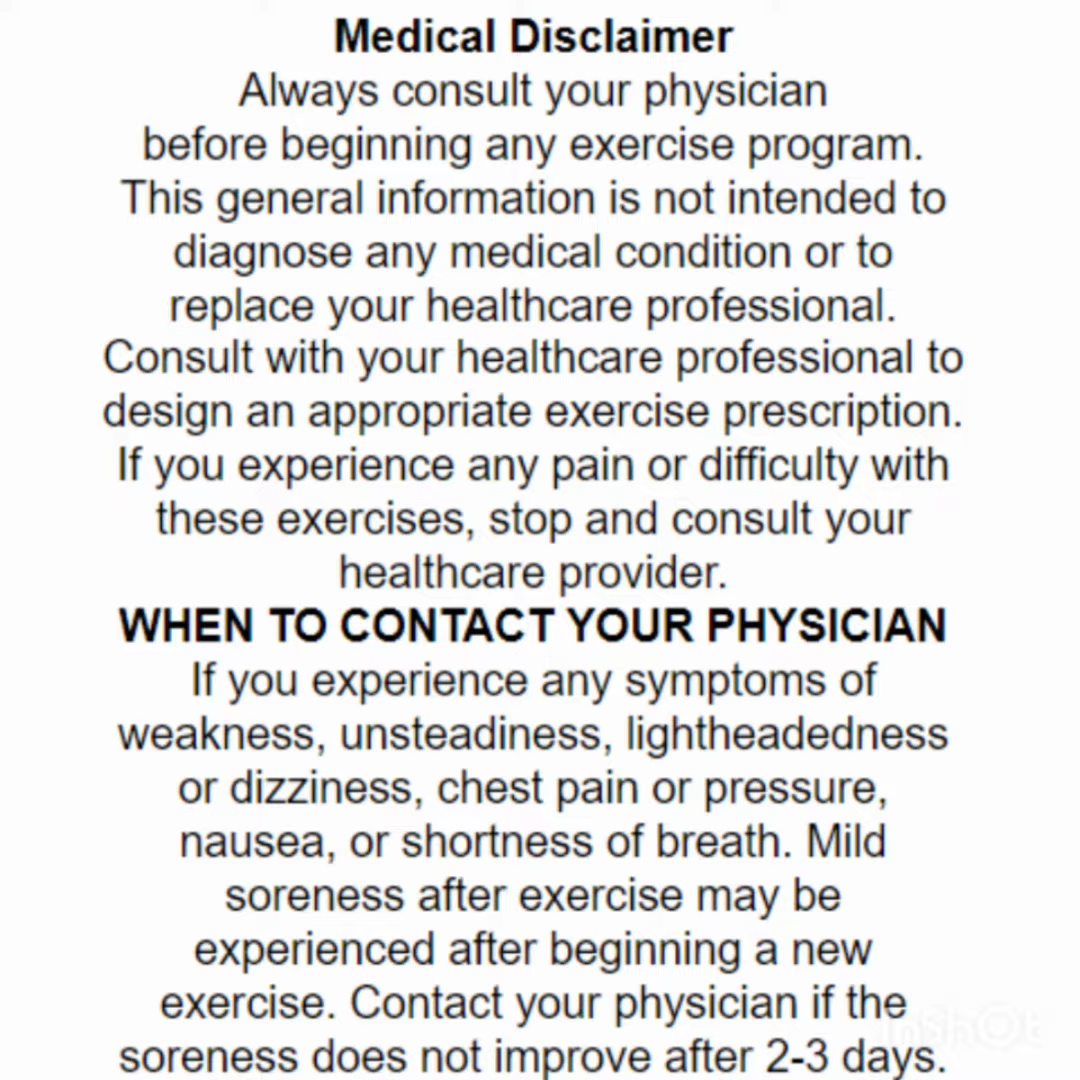 Medical Disclaimer
Always consult your physician
before beginning any exercise program.
This general information is not intended to
diagnose any medical condition or to
replace your healthcare professional.
Consult with your healthcare professional to
design an appropriate exercise prescription.
If you experience any pain or difficulty with
these exercises, stop and consult your
healthcare provider.
WHEN TO CONTACT YOUR PHYSICIAN
If you experience any symptoms of
weakness, unsteadiness, lightheadedness
or dizziness, chest pain or pressure,
nausea, or shortness of breath. Mild
soreness after exercise may be
experienced after beginning a new
exercise. Contact your physician if the
soreness does not improve after 2-3 days.
InShOt